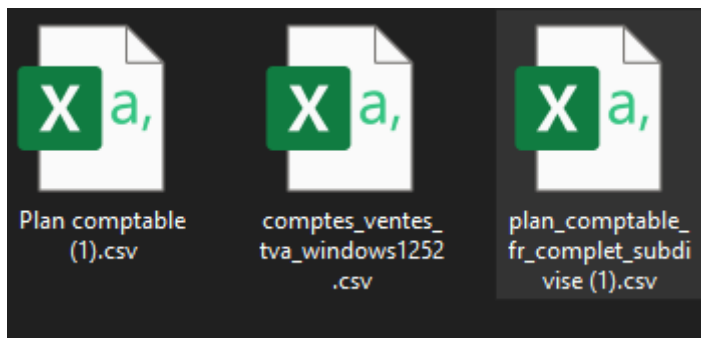 X a,
X a,
X a,
Plan comptable
(1).csv
comptes_ventes_
tva_windows1252
.csv
plan_comptable_
fr_complet_subdi
vise (1).csv